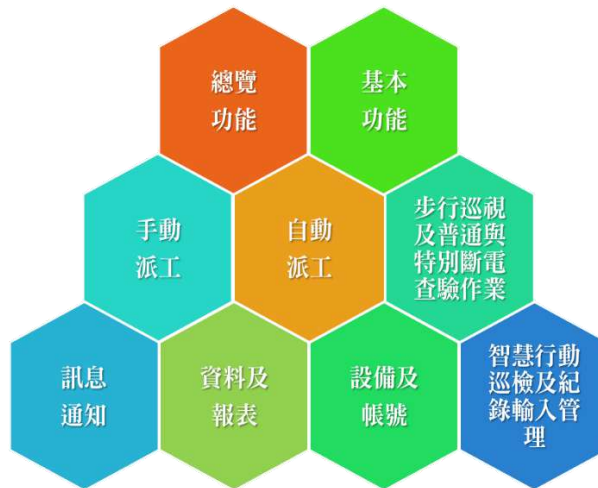 總覽
功能
基本
功能
手動
派工
自動
派工
步行巡視
及普通與
特別斷電
查驗作業
訊息
通知
資料及
報表
設備及
帳號
智慧行動
巡檢及紀
錄輸入管
理